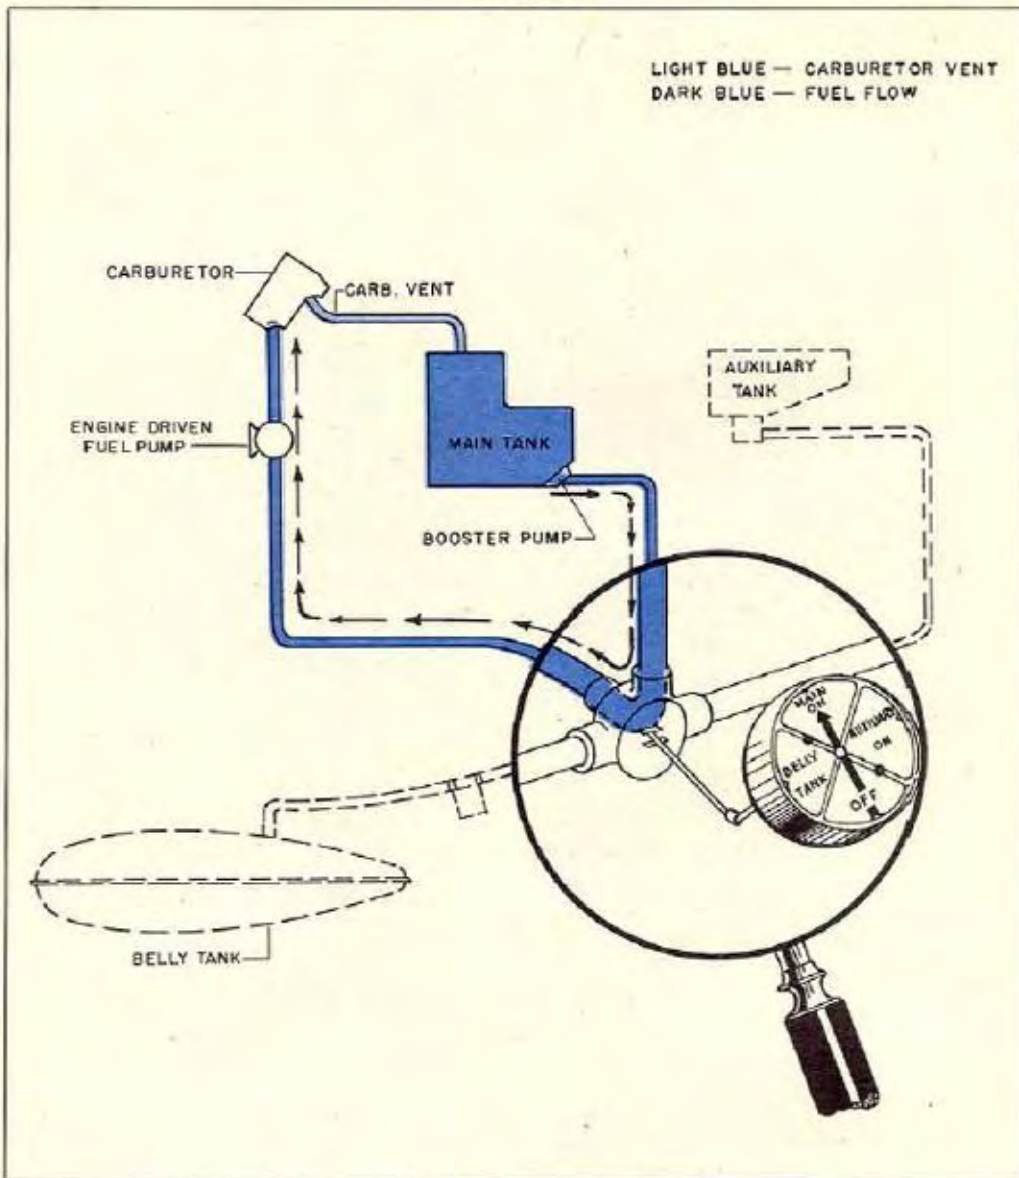 LIGHT BLUE — CARBURETOR VENT
DARK BLUE — FUEL FLOW
CARBURETOR
CARB. VENT
AUXILIARY
TANK
ENGINE DRIVEN
FUEL PUMP
MAIN TANK
BOOSTER PUMP
MAIN
ON
AUXILIARY
ON
BELLY
TANK
OFF
BELLY TANK